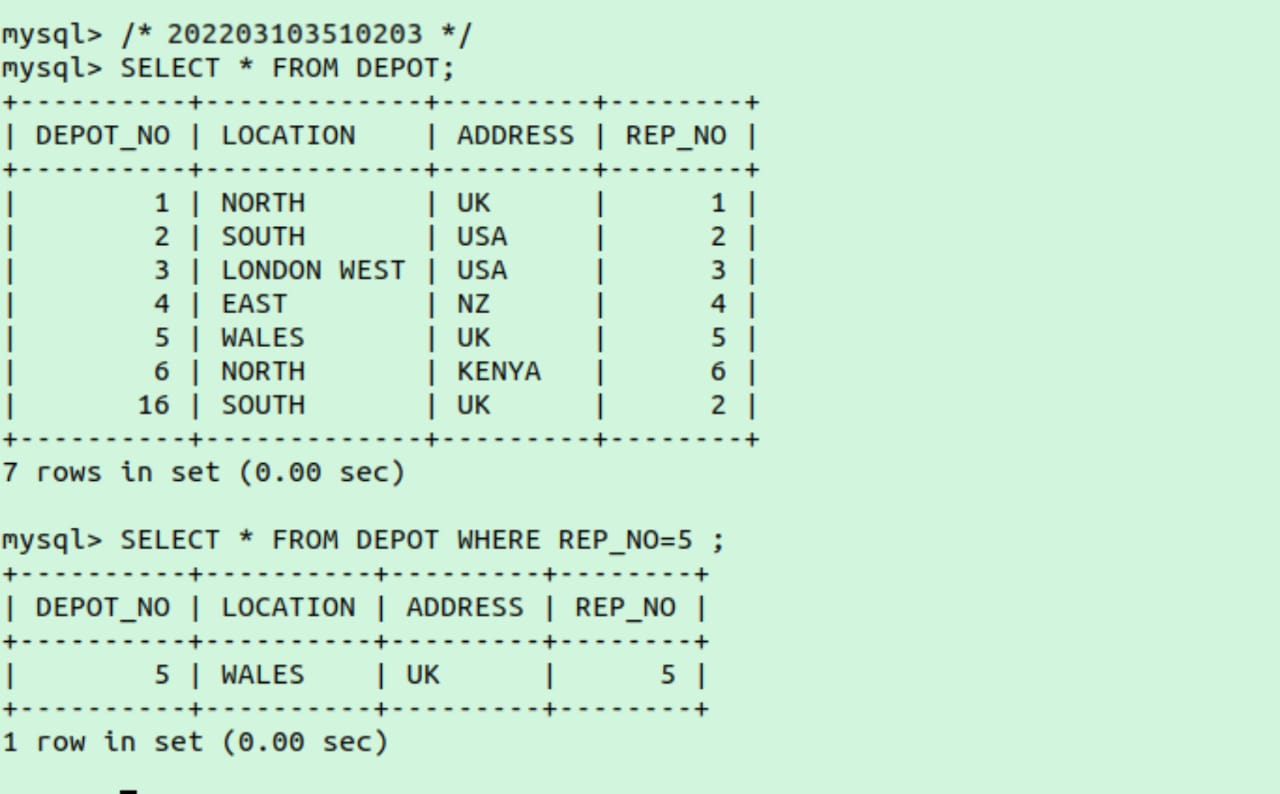 mysql> /* 202203103510203 */
mysql> SELECT * FROM DEPOT;
+----------+-------------+---------+--------+
| DEPOT_NO | LOCATION    | ADDRESS | REP_NO |
+----------+-------------+---------+--------+
|        1 | NORTH       | UK      |      1 |
|        2 | SOUTH       | USA     |      2 |
|        3 | LONDON WEST | USA     |      3 |
|        4 | EAST        | NZ      |      4 |
|        5 | WALES       | UK      |      5 |
|        6 | NORTH       | KENYA   |      6 |
|       16 | SOUTH       | UK      |      2 |
+----------+-------------+---------+--------+
7 rows in set (0.00 sec)

mysql> SELECT * FROM DEPOT WHERE REP_NO=5 ;
+----------+----------+---------+--------+
| DEPOT_NO | LOCATION | ADDRESS | REP_NO |
+----------+----------+---------+--------+
|        5 | WALES    | UK      |      5 |
+----------+----------+---------+--------+
1 row in set (0.00 sec)